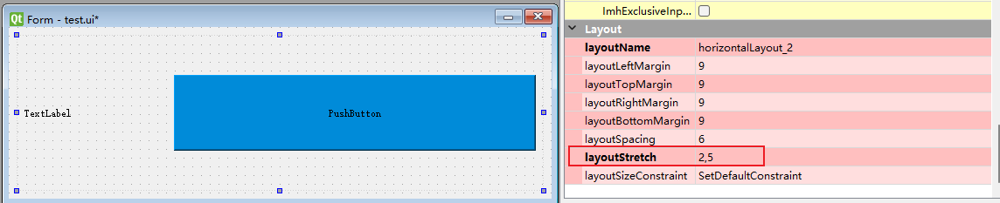 Qt Form - test.ui*
TextLabel
PushButton
ImhExclusiveInp...
Layout
layoutName horizontalLayout_2
layoutLeftMargin 9
layoutTopMargin 9
layoutRightMargin 9
layoutBottomMargin 9
layoutSpacing 6
layoutStretch 2,5
layoutSizeConstraint SetDefaultConstraint